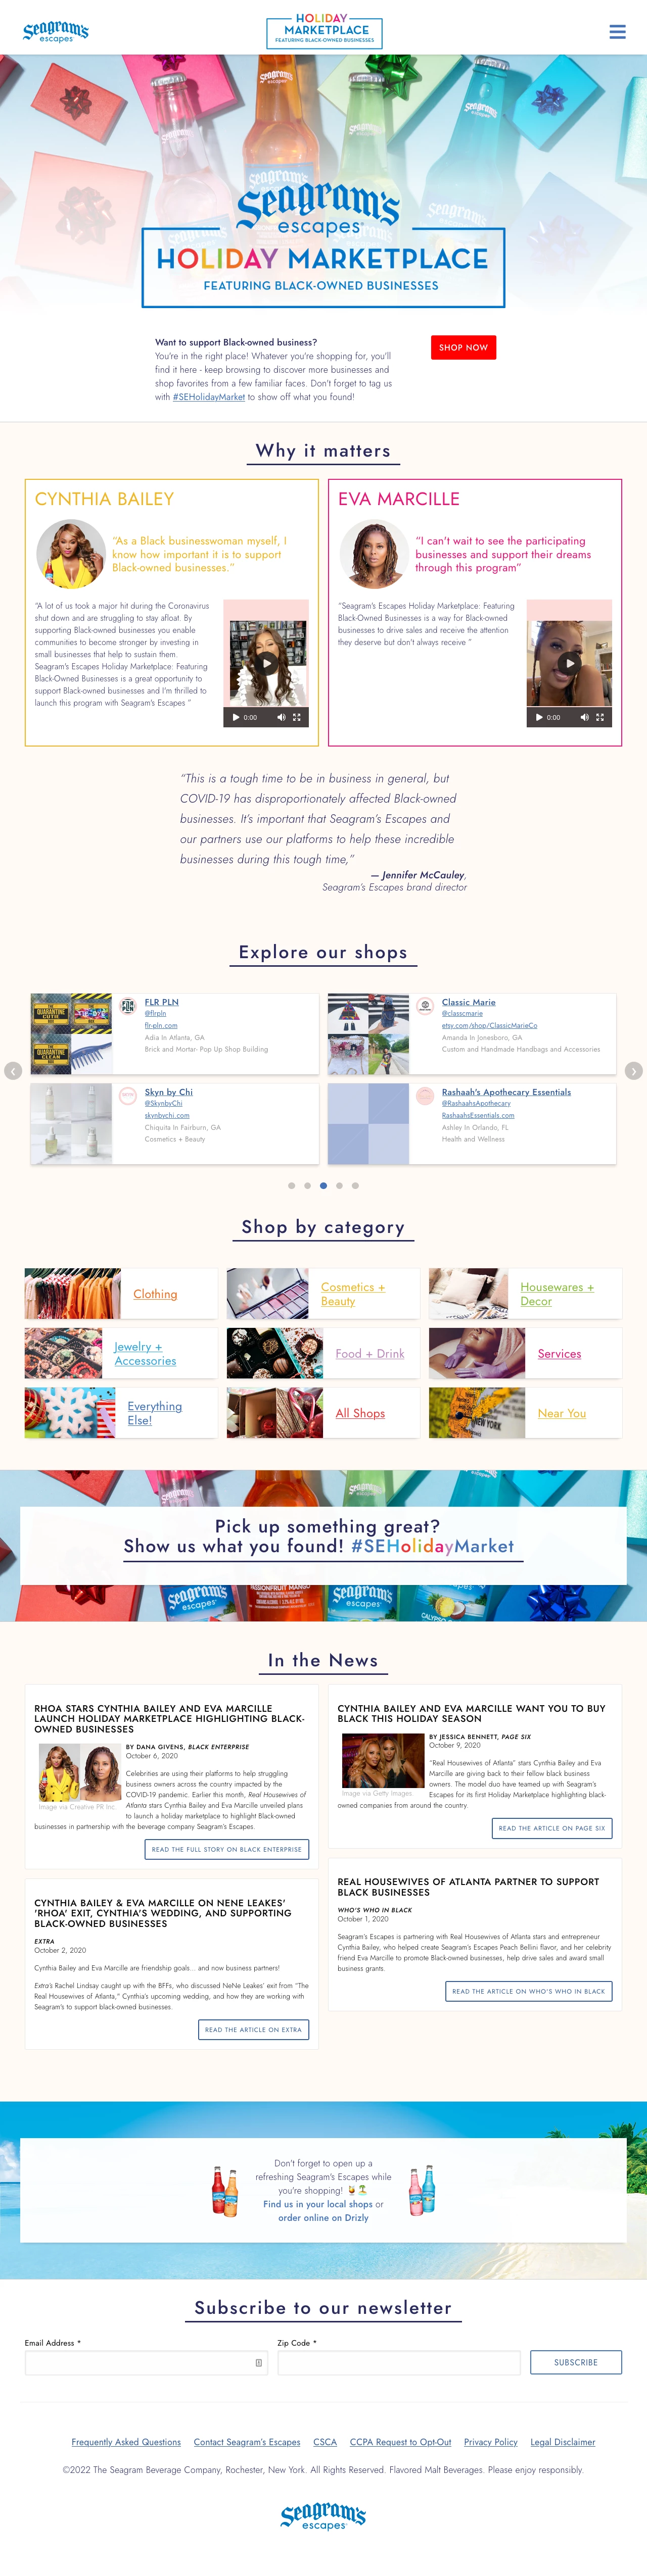 Seagram's
escapes
HOLIDAY
MARKETPLACE
FEATURING BLACK-OWNED BUSINESSES
Seagram's
escapes
HOLIDAY MARKETPLACE
FEATURING BLACK-OWNED BUSINESSES
Want to support Black-owned business?
You're in the right place! Whatever you're shopping for, you'll
find it here - keep browsing to discover more businesses and
shop favorites from a few familiar faces. Don't forget to tag us
with #SEHolidayMarket to show off what you found!
SHOP NOW
Why it matters
CYNTHIA BAILEY
"As a Black businesswoman myself, I
know how important it is to support
Black-owned businesses."
"A lot of us took a major hit during the Coronavirus
shut down and are struggling to stay afloat. By
supporting Black-owned businesses you enable
communities to become stronger by investing in
small businesses that help to sustain them.
Seagram's Escapes Holiday Marketplace: Featuring
Black-Owned Businesses is a great opportunity to
support Black-owned businesses and I'm thrilled to
launch this program with Seagram's Escapes "
0:00
EVA MARCILLE
"I can't wait to see the participating
businesses and support their dreams
through this program"
"Seagram's Escapes Holiday Marketplace: Featuring
Black-Owned Businesses is a way for Black-owned
businesses to drive sales and receive the attention
they deserve but don't always receive "
0:00
"This is a tough time to be in business in general, but
COVID-19 has disproportionately affected Black-owned
businesses. It's important that Seagram's Escapes and
our partners use our platforms to help these incredible
businesses during this tough time,"
— Jennifer McCauley,
Seagram's Escapes brand director
Explore our shops
FLR PLN
@flrpln
flr-pln.com
Adia In Atlanta, GA
Brick and Mortar- Pop Up Shop Building
Classic Marie
@classcmarie
etsy.com/shop/ClassicMarieCo
Amanda In Jonesboro, GA
Custom and Handmade Handbags and Accessories
Skyn by Chi
@SkynbyChi
skynbychi.com
Chiquita In Fairburn, GA
Cosmetics + Beauty
Rashaah's Apothecary Essentials
@RashaahsApothecary
RashaahsEssentials.com
Ashley In Orlando, FL
Health and Wellness
Shop by category
Clothing
Cosmetics +
Beauty
Housewares +
Decor
Jewelry +
Accessories
Food + Drink
Services
Everything
Else!
All Shops
NEW YORK
Near You
Pick up something great?
Show us what you found! #SEHolidayMarket
In the News
RHOA STARS CYNTHIA BAILEY AND EVA MARCILLE
LAUNCH HOLIDAY MARKETPLACE HIGHLIGHTING BLACK-
OWNED BUSINESSES
BY DANA GIVENS, BLACK ENTERPRISE
October 6, 2020
Celebrities are using their platforms to help struggling
business owners across the country impacted by the
COVID-19 pandemic. Earlier this month, Real Housewives of
Atlanta stars Cynthia Bailey and Eva Marcille unveiled plans
to launch a holiday marketplace to highlight Black-owned
businesses in partnership with the beverage company Seagram's Escapes.
Image via Creative PR Inc.
READ THE FULL STORY ON BLACK ENTERPRISE
CYNTHIA BAILEY AND EVA MARCILLE WANT YOU TO BUY
BLACK THIS HOLIDAY SEASON
BY JESSICA BENNETT, PAGE SIX
October 9, 2020
"Real Housewives of Atlanta" stars Cynthia Bailey and Eva
Marcille are giving back to their fellow black business
owners. The model duo have teamed up with Seagram's
Escapes for its first Holiday Marketplace highlighting black-
owned companies from around the country.
Image via Getty Images
READ THE ARTICLE ON PAGE SIX
CYNTHIA BAILEY & EVA MARCILLE ON NENE LEAKES'
'RHOA' EXIT, CYNTHIA'S WEDDING, AND SUPPORTING
BLACK-OWNED BUSINESSES
EXTRA
October 2, 2020
Cynthia Bailey and Eva Marcille are friendship goals... and now business partners!
Extra's Rachel Lindsay caught up with the BFFs, who discussed NeNe Leakes' exit from "The
Real Housewives of Atlanta," Cynthia's upcoming wedding, and how they are working with
Seagram's to support black-owned businesses.
READ THE ARTICLE ON EXTRA
REAL HOUSEWIVES OF ATLANTA PARTNER TO SUPPORT
BLACK BUSINESSES
WHO'S WHO IN BLACK
October 1, 2020
Seagram's Escapes is partnering with Real Housewives of Atlanta stars and entrepreneur
Cynthia Bailey, who helped create Seagram's Escapes Peach Bellini flavor, and her celebrity
friend Eva Marcille to promote Black-owned businesses, help drive sales and award small
business grants.
READ THE ARTICLE ON WHO'S WHO IN BLACK
Don't forget to open up a
refreshing Seagram's Escapes while
you're shopping!
Find us in your local shops or
order online on Drizly
Subscribe to our newsletter
Email Address *
Zip Code *
SUBSCRIBE
Frequently Asked Questions
Contact Seagram's Escapes
CSCA
CCPA Request to Opt-Out
Privacy Policy
Legal Disclaimer
©2022 The Seagram Beverage Company, Rochester, New York. All Rights Reserved. Flavored Malt Beverages. Please enjoy responsibly.
Seagram's
escapes